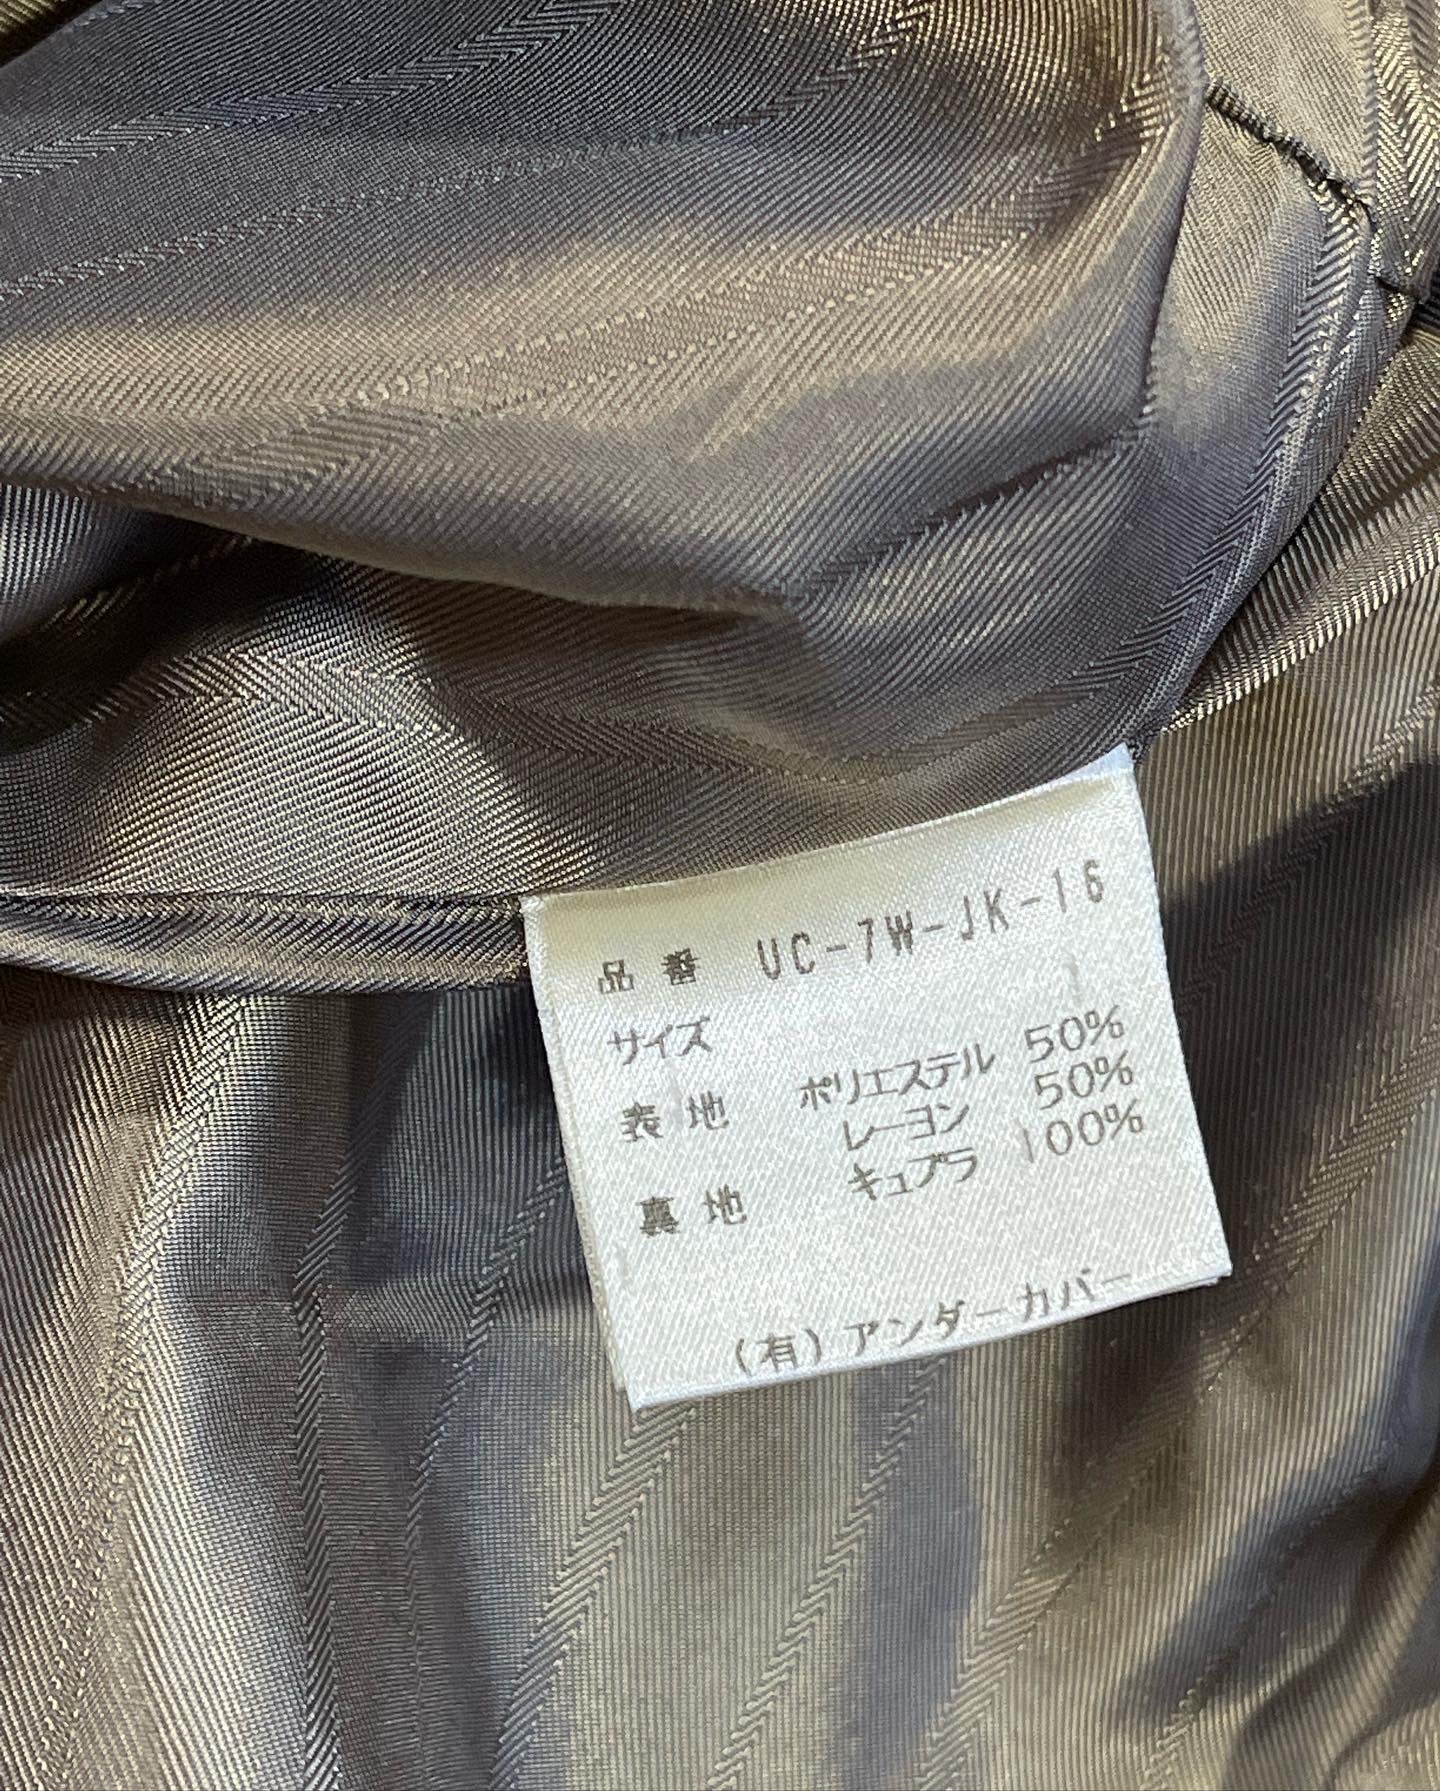 品番 UC-7W-JK-16
サイズ
表地 ポリエステル 50%
レーヨン 50%
裏地 キュプラ 100%
(有)アンダーカバー